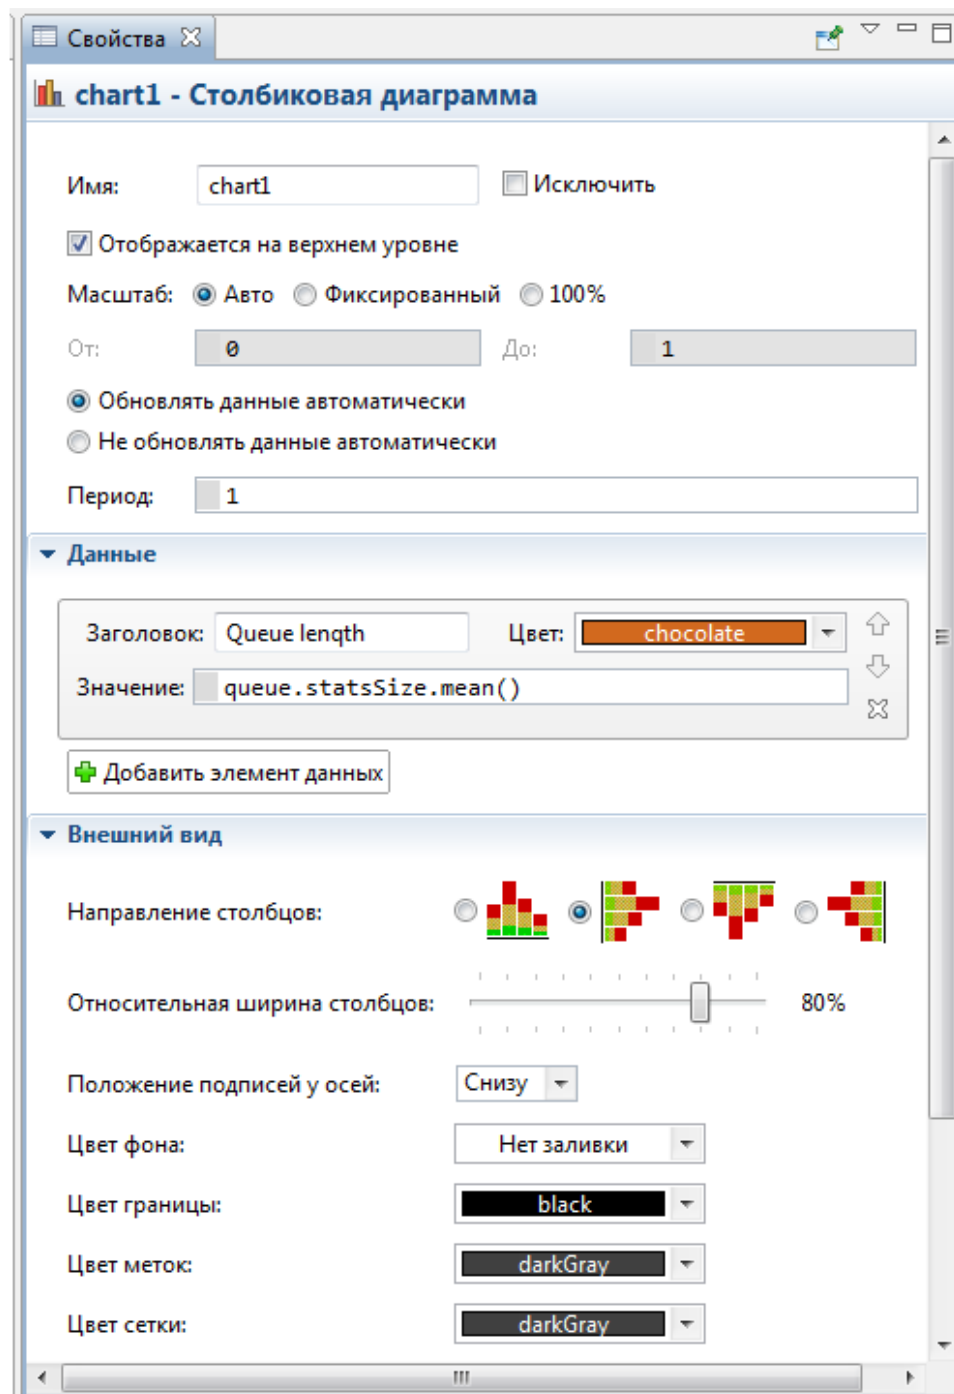 Свойства
chart1 - Столбиковая диаграмма
Имя: chart1 Исключить
Отображается на верхнем уровне
Масштаб: Авто Фиксированный 100%
От: 0 До: 1
Обновлять данные автоматически
Не обновлять данные автоматически
Период: 1
Данные
Заголовок: Queue length Цвет: chocolate
Значение: queue.statsSize.mean()
Добавить элемент данных
Внешний вид
Направление столбцов:
Относительная ширина столбцов: 80%
Положение подписей у осей: Снизу
Цвет фона: Нет заливки
Цвет границы: black
Цвет меток: darkGray
Цвет сетки: darkGray